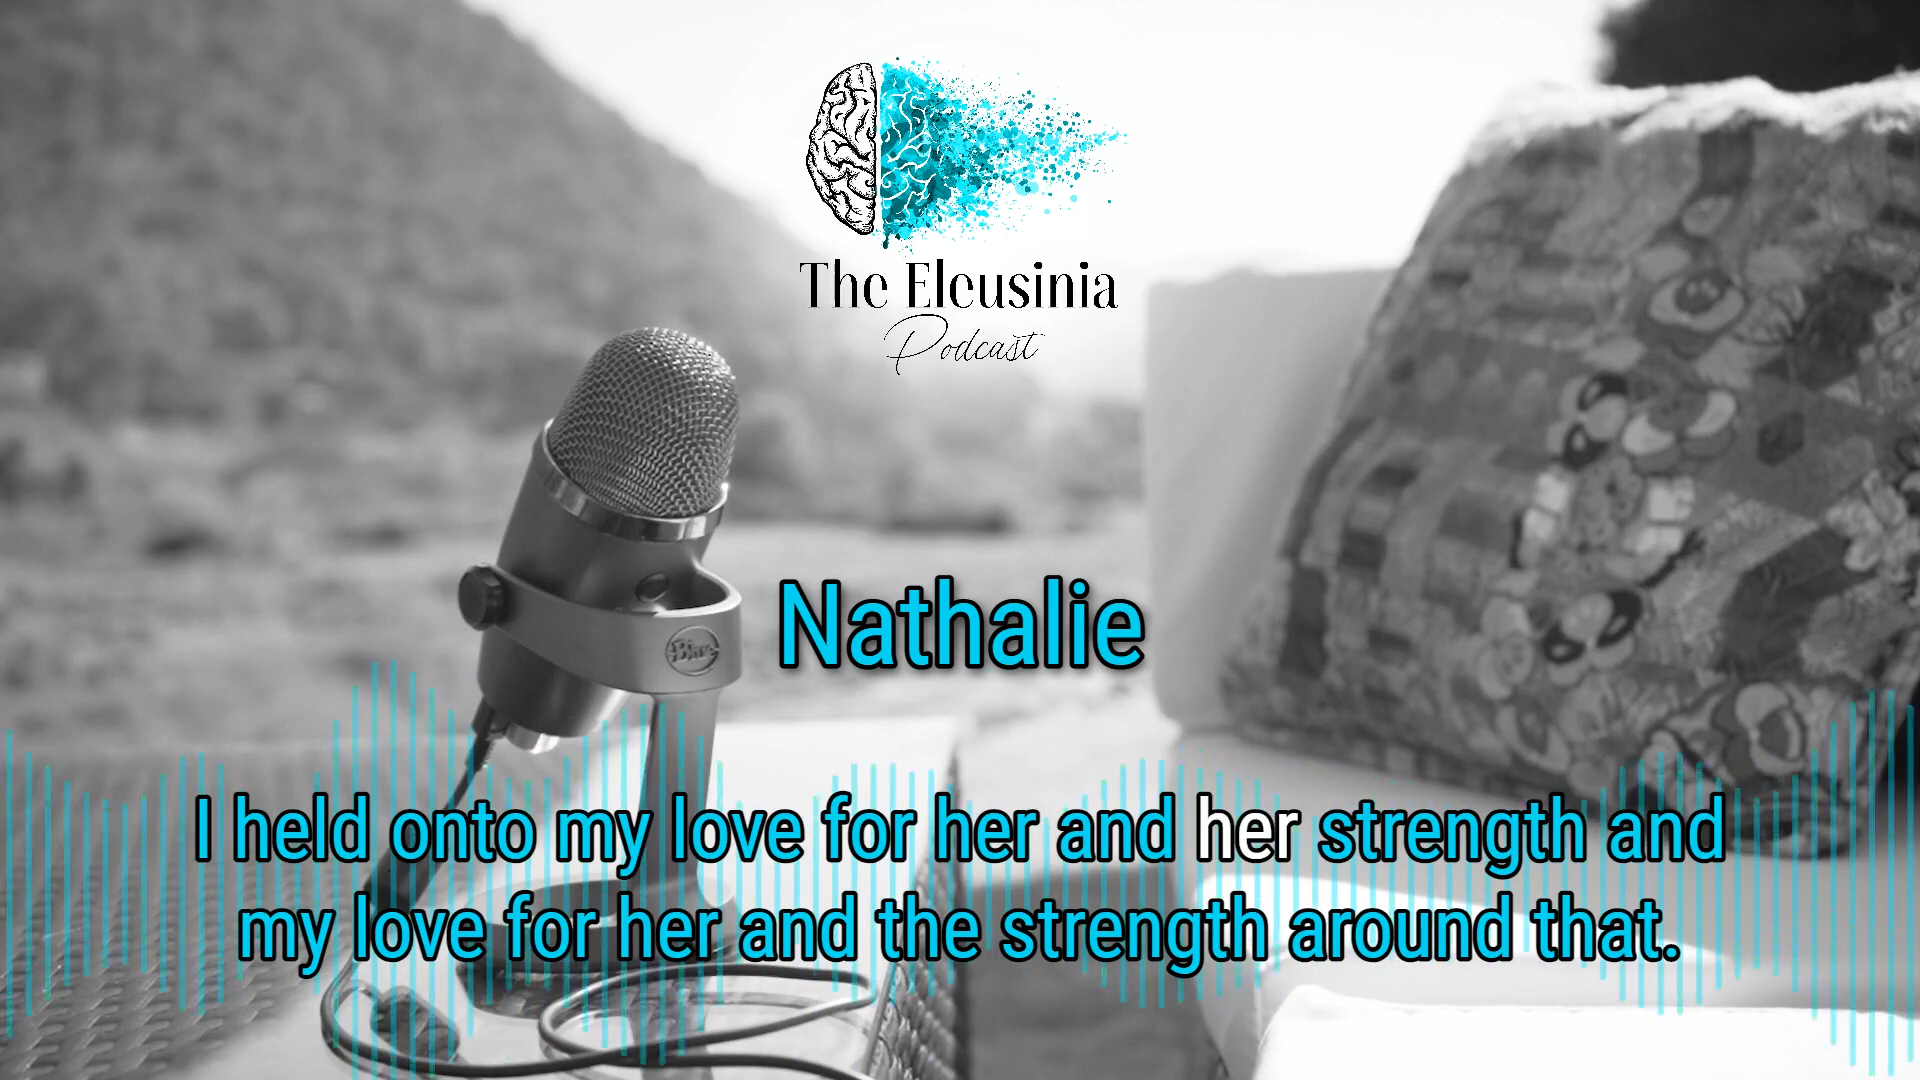 The Eleusinia
Podcast
Blue
Nathalie
I held onto my love for her and her strength and
my love for her and the strength around that.